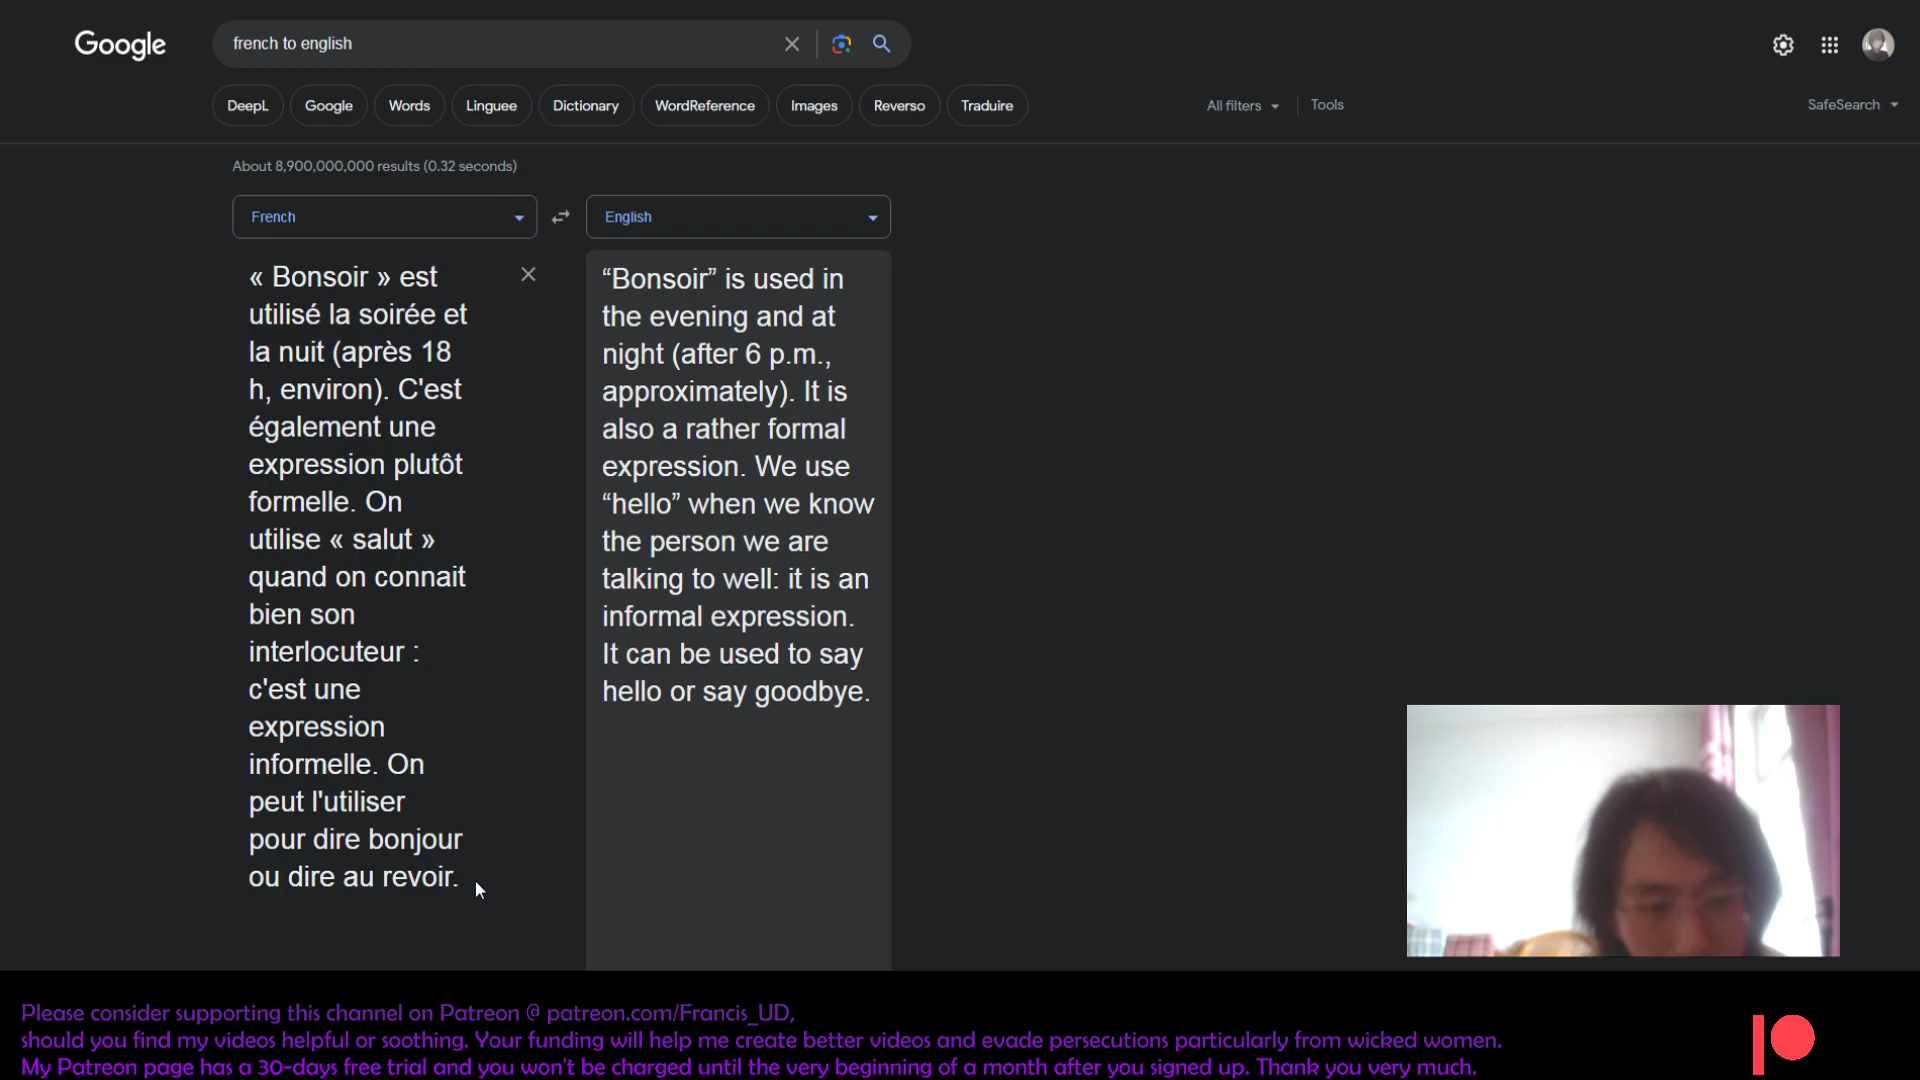 Google
french to english
DeepL
Google
Words
Linguee
Dictionary
WordReference
Images
Reverso
Traduire
All filters
Tools
SafeSearch
About 8,900,000,000 results (0.32 seconds)
French
English
« Bonsoir » est
utilisé la soirée et
la nuit (après 18
h, environ). C'est
également une
expression plutôt
formelle. On
utilise « salut »
quand on connait
bien son
interlocuteur :
c'est une
expression
informelle. On
peut l'utiliser
pour dire bonjour
ou dire au revoir.
“Bonsoir” is used in
the evening and at
night (after 6 p.m.,
approximately). It is
also a rather formal
expression. We use
“hello” when we know
the person we are
talking to well: it is an
informal expression.
It can be used to say
hello or say goodbye.
Please consider supporting this channel on Patreon @ patreon.com/Francis_UD,
should you find my videos helpful or soothing. Your funding will help me create better videos and evade persecutions particularly from wicked women.
My Patreon page has a 30-days free trial and you won't be charged until the very beginning of a month after you signed up. Thank you very much.